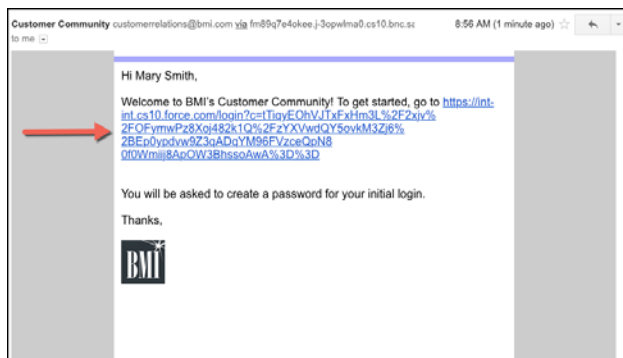 Customer Community customerrelations@bmi.com via fm89q7e4okee.j-3opwlma0.cs10.bnc.sc 8:56 AM (1 minute ago)
to me
Hi Mary Smith,
Welcome to BMI's Customer Community! To get started, go to https://int-
int.cs10.force.com/login?c=tTiqyEOhVJTxFxHm3L%2F2xjv%
2FOFymwPz8Xoj482k1Q%2FzYXVwdQY5ovkM3Zj6%
2BEp0ypdvw9Z3qADqYM96FVzceQpN8
0f0Wmiij8ApOW3BhssoAwA%3D%3D
You will be asked to create a password for your initial login.
Thanks,
BMI